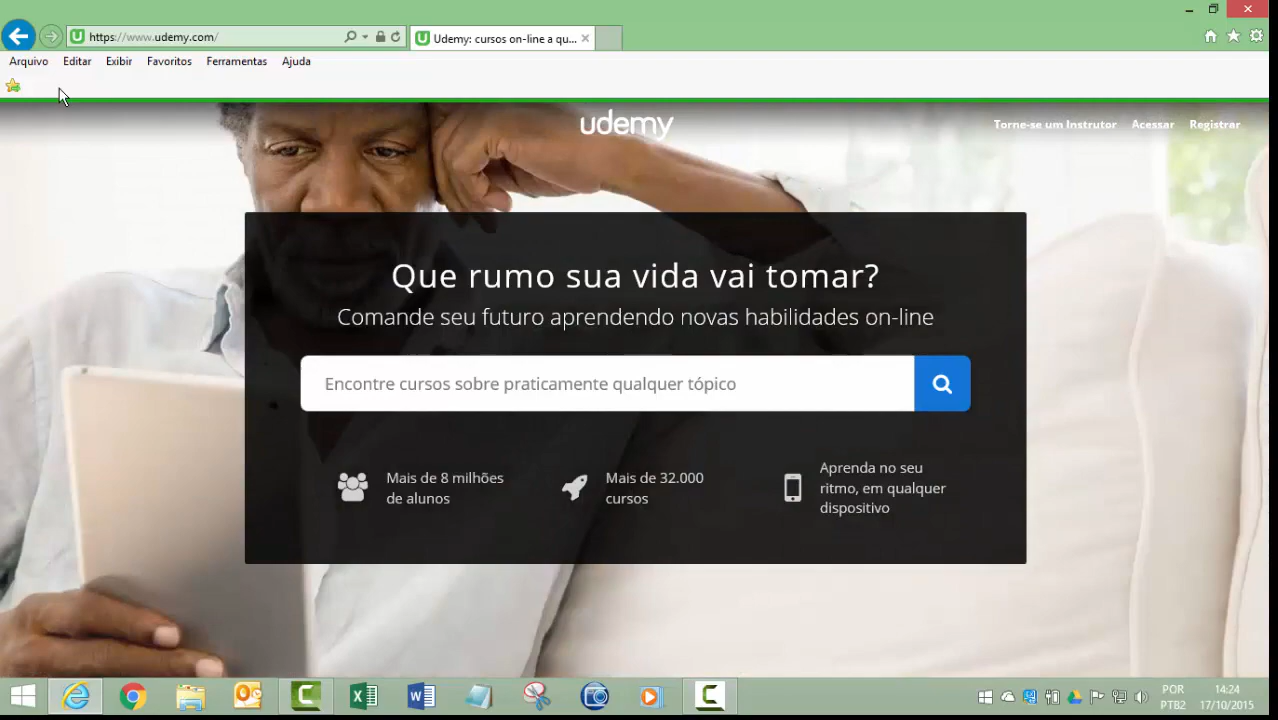 https://www.udemy.com/
Udemy: cursos on-line a qu...
Arquivo Editar Exibir Favoritos Ferramentas Ajuda
udemy
Torne-se um Instrutor Acessar Registrar
Que rumo sua vida vai tomar?
Comande seu futuro aprendendo novas habilidades on-line
Encontre cursos sobre praticamente qualquer tópico
Mais de 8 milhões
de alunos
Mais de 32.000
cursos
Aprenda no seu
ritmo, em qualquer
dispositivo
POR
PTB2
14:24
17/10/2015